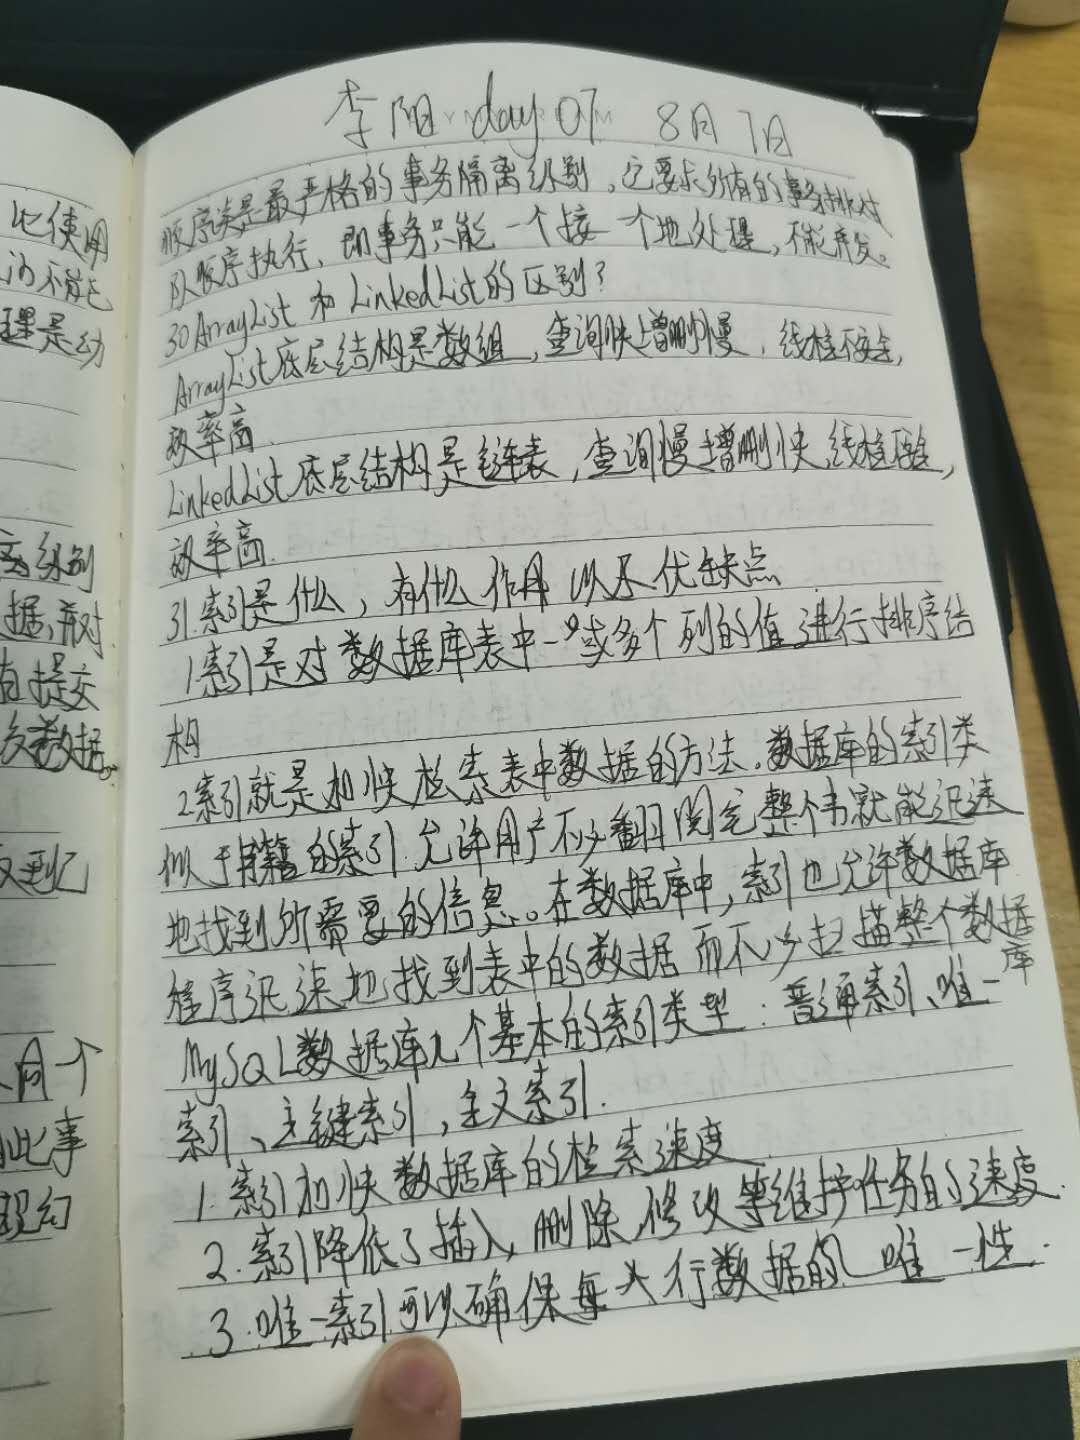 此使用
不能
理是幻
离级别
据,并对
有提交
次数据。
到
同个
此事
现幻
李阳 day 07 8月7日
顺序读是最严格的事务隔离级别,它要求所有的事务排对
队顺序执行,即事务只能一个接一个地处理,不能并发。
30 ArrayList 和 LinkedList的区别?
ArrayList底层结构是数组,查询快,增删慢,线程不安全,
效率高.
LinkedList底层结构是链表,查询慢,增删快,线程不安全,
效率高.
31.索引是什么,有什么作用以及优缺点
1.索引是对数据库表中一个或多个列的值进行排序结
构
2.索引就是加快检索表中数据的方法.数据库的索引类
似于书籍的索引.允许用户不必翻阅完整个书就能迅速
地找到所需要的信息。在数据库中,索引也允许数据库
程序迅速地找到表中的数据而不必扫描整个数据库
MySQL数据库几个基本的索引类型:普通索引、唯一
索引、主键索引,全文索引.
1.索引加快数据库的检索速度
2.索引降低了插入,删除,修改等维护任务的速度.
3.唯一索引可以确保每一行数据的唯一性.